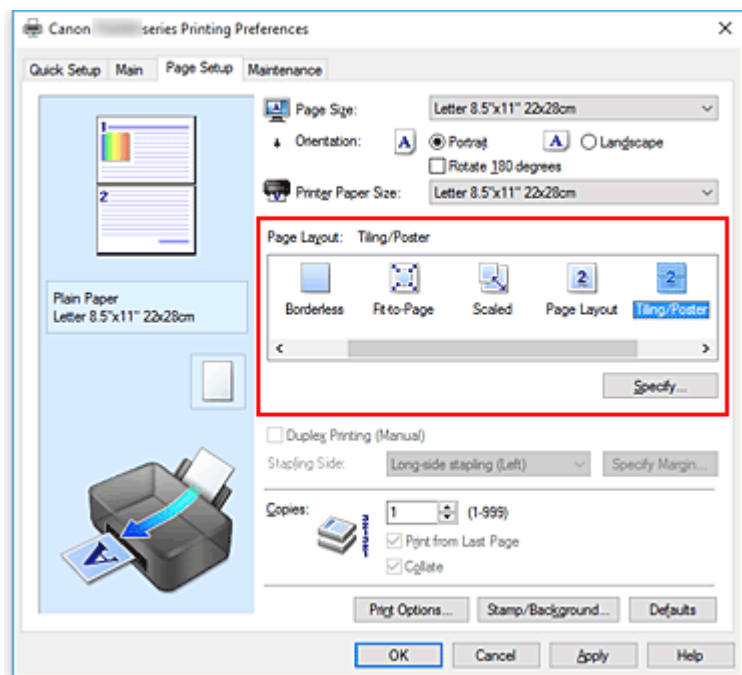 Canon series Printing Preferences
Quick Setup Main Page Setup Maintenance
1
2
Plain Paper
Letter 8.5"x11" 22x28cm
Page Size: Letter 8.5"x11" 22x28cm
Orientation: A Portrait A Landscape
Rotate 180 degrees
Printer Paper Size: Letter 8.5"x11" 22x28cm
Page Layout: Tiling/Poster
2 2
Borderless Fit-to-Page Scaled Page Layout Tiling/Poster
Specify...
Duplex Printing (Manual)
Stapling Side: Long-side stapling (Left) Specify Margin...
Copies: 1 (1-999)
Print from Last Page
Collate
A
Print Options... Stamp/Background... Defaults
OK Cancel Apply Help